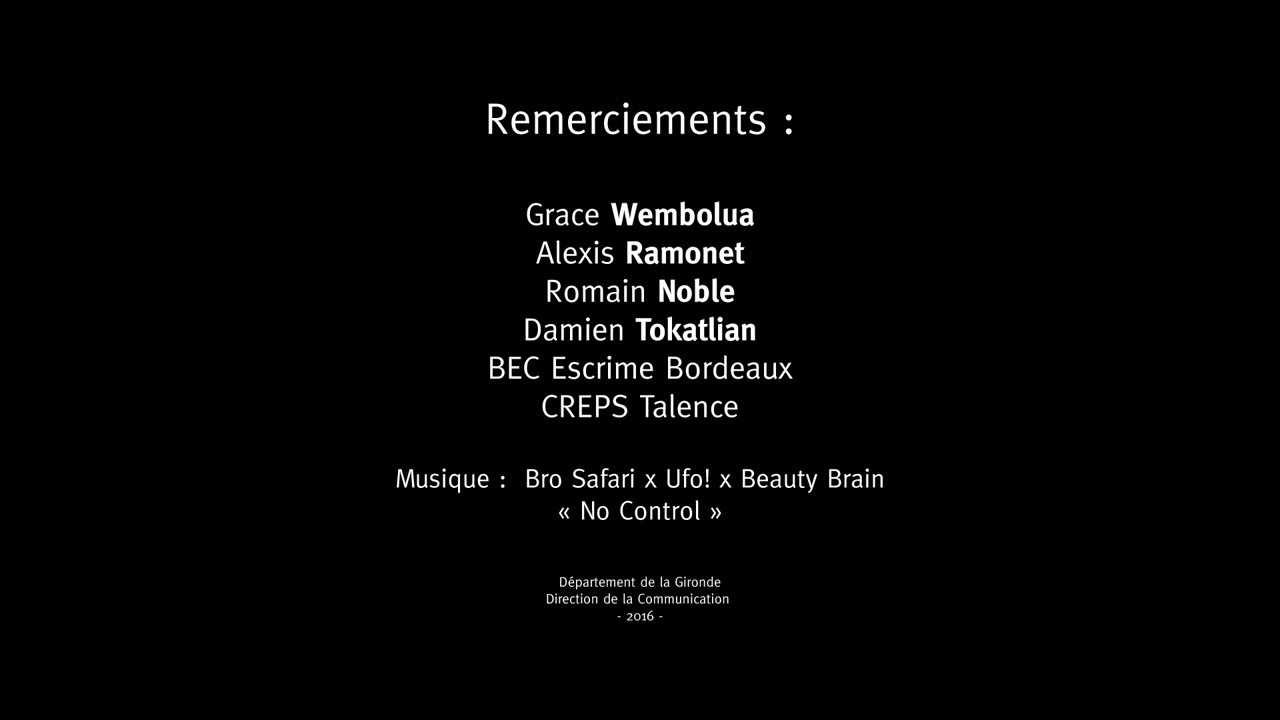 Remerciements :
Grace Wembolua
Alexis Ramonet
Romain Noble
Damien Tokatlian
BEC Escrime Bordeaux
CREPS Talence
Musique : Bro Safari x Ufo! x Beauty Brain
« No Control »
Département de la Gironde
Direction de la Communication
- 2016 -